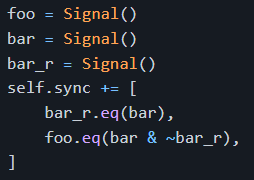 foo = Signal()
bar = Signal()
bar_r = Signal()
self.sync += [
    bar_r.eq(bar),
    foo.eq(bar & ~bar_r),
]